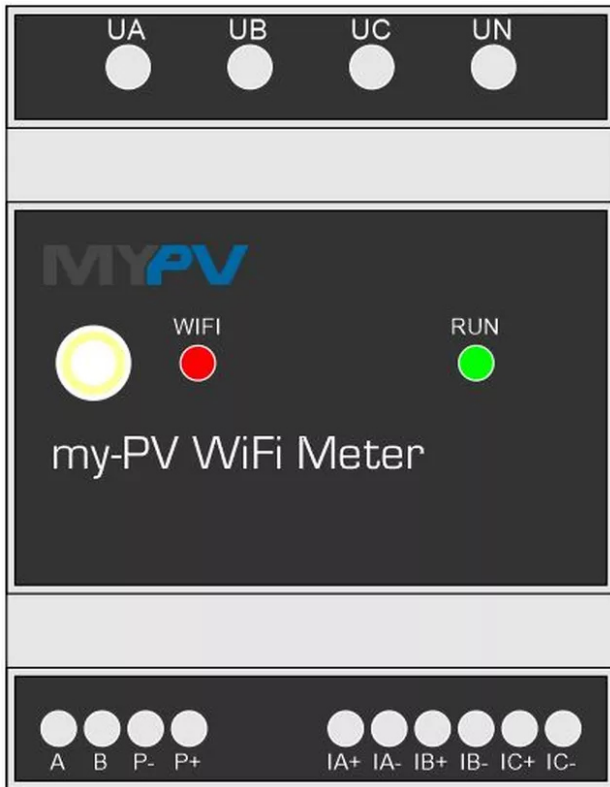 UA UB UC UN
MYPV
WIFI RUN
my-PV WiFi Meter
A B P- P+ IA+ IA- IB+ IB- IC+ IC-